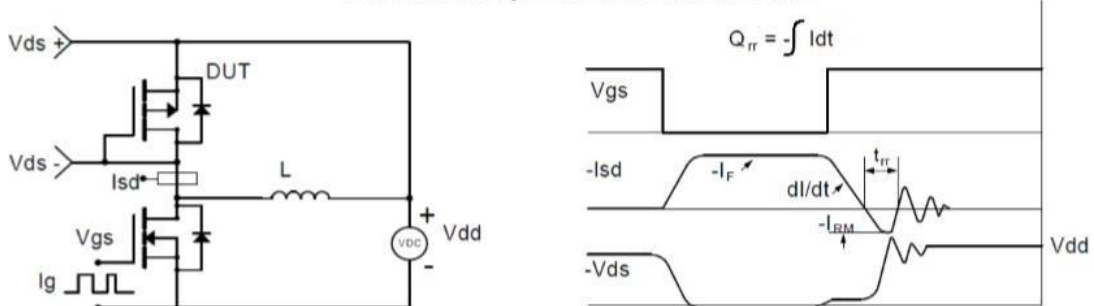 Vds +
DUT
Vds -
Isd
L
Vgs
Ig
+
VDC
-
Vdd
Qrr = -∫ Idt
Vgs
-Isd
-IF
dI/dt
trr
-IRM
Vdd
-Vds